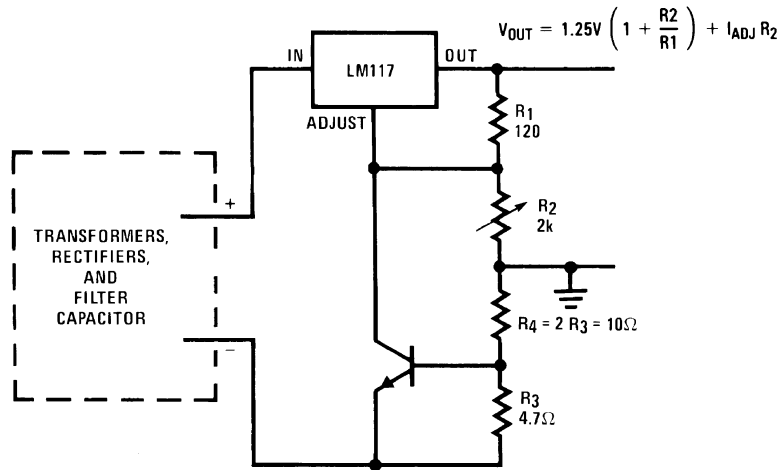 V_OUT = 1.25V ( 1 + R2/R1 ) + I_ADJ R₂
IN
LM117
OUT
ADJUST
R₁
120
R₂
2k
+
TRANSFORMERS,
RECTIFIERS,
AND
FILTER
CAPACITOR
−
R₄ = 2 R₃ = 10Ω
R₃
4.7Ω